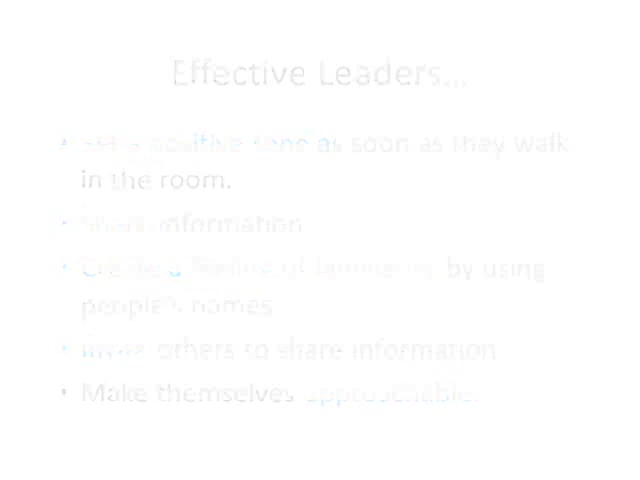 Effective Leaders...
• Set a positive tone as soon as they walk
in the room.
• Share information
• Create a feeling of familiarity by using
people's names
• Invite others to share information
• Make themselves approachable.